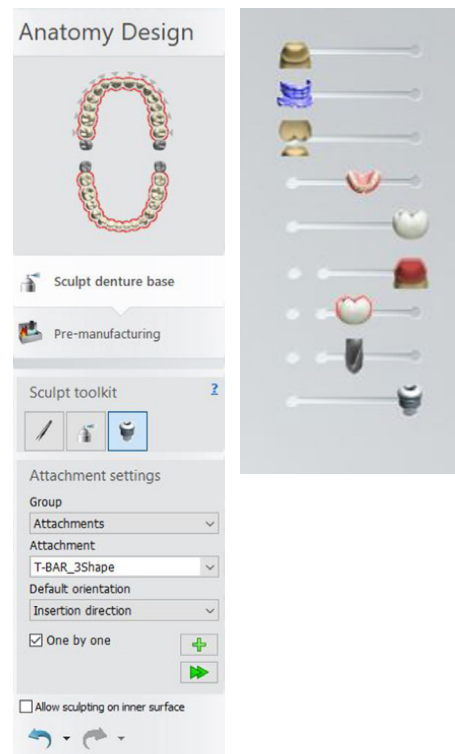 Anatomy Design
Sculpt denture base
Pre-manufacturing
Sculpt toolkit
?
Attachment settings
Group
Attachments
Attachment
T-BAR_3Shape
Default orientation
Insertion direction
One by one
Allow sculpting on inner surface